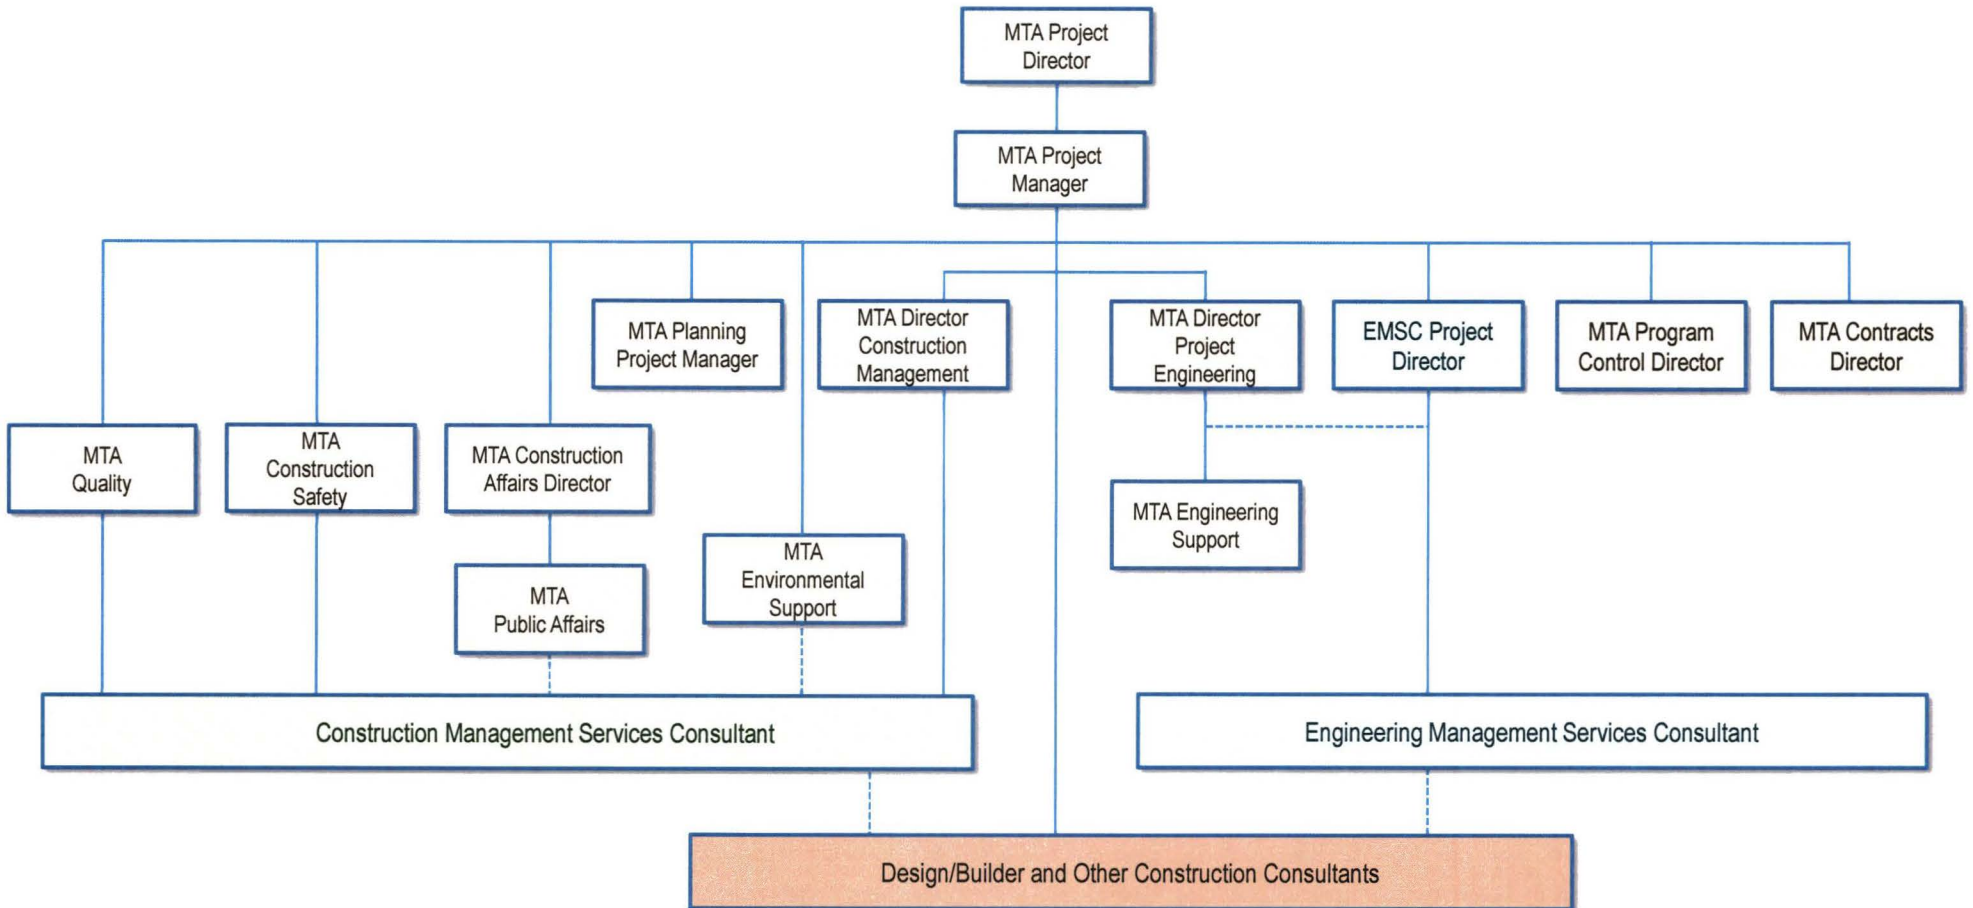 MTA Project
Director
MTA Project
Manager
MTA Planning
Project Manager
MTA Director
Construction
Management
MTA Director
Project
Engineering
EMSC Project
Director
MTA Program
Control Director
MTA Contracts
Director
MTA
Quality
MTA
Construction
Safety
MTA Construction
Affairs Director
MTA Engineering
Support
MTA
Environmental
Support
MTA
Public Affairs
Construction Management Services Consultant
Engineering Management Services Consultant
Design/Builder and Other Construction Consultants